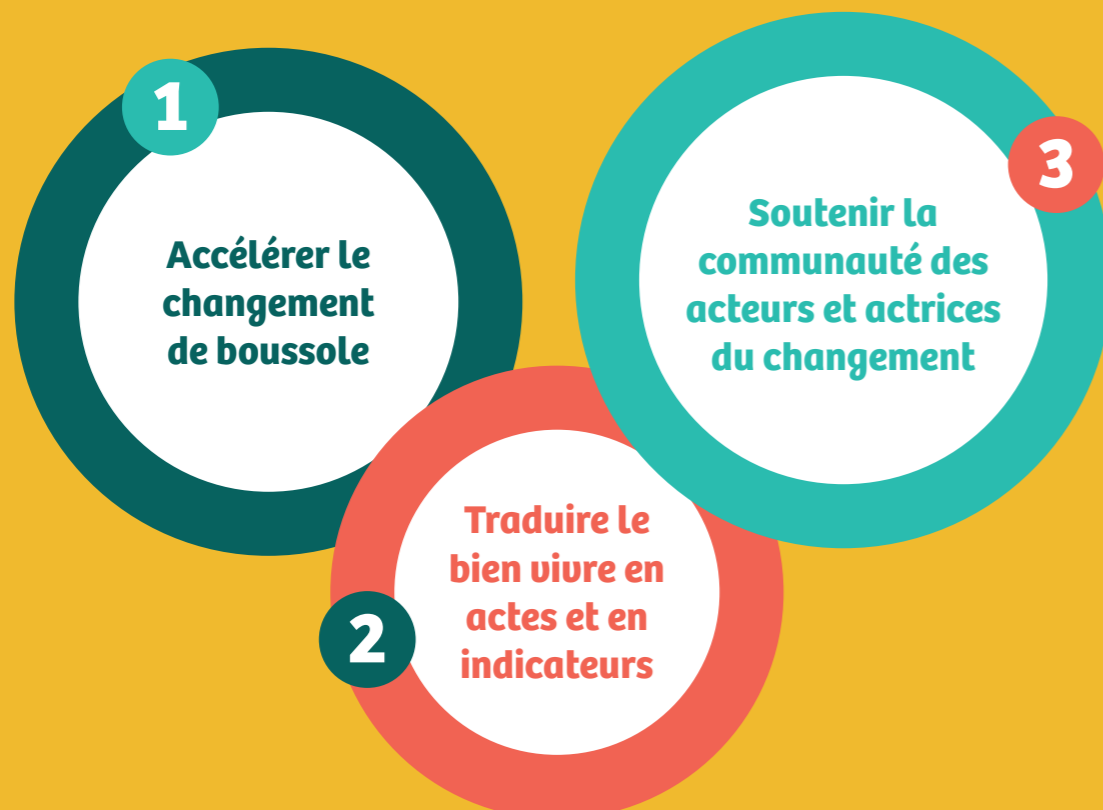 1
Accélérer le
changement
de boussole
2
Traduire le
bien vivre en
actes et en
indicateurs
3
Soutenir la
communauté des
acteurs et actrices
du changement